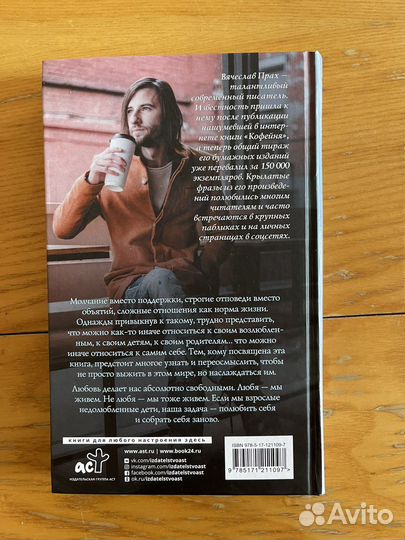 Вячеслав Прах —
талантливый
современный писатель.
Известность пришла к
нему после публикации
нашумевшей в интер-
нете книги «Кофейня»,
а теперь общий тираж
его бумажных изданий
уже перевалил за 150 000
экземпляров. Крылатые
фразы из его произведе-
ний полюбились многим
читателям и часто
встречаются в крупных
пабликах и на личных
страницах в соцсетях.
Молчание вместо поддержки, строгие отповеди вместо
объятий, сложные отношения как норма жизни.
Однажды привыкнув к такому, трудно представить,
что можно как-то иначе относиться к своим возлюблен-
ным, к своим детям, к своим родителям... что можно
иначе относиться к самим себе. Тем, кому посвящена эта
книга, предстоит многое узнать и переосмыслить, чтобы
не просто выжить в этом мире, но наслаждаться им.
Любовь делает нас абсолютно свободными. Любя — мы
живем. Не любя — мы тоже живем. Если мы взрослые
недолюбленные дети, наша задача — полюбить себя
и собрать себя заново.
книги для любого настроения здесь
www.ast.ru | www.book24.ru
vk.com/izdatelstvoast
instagram.com/izdatelstvoast
facebook.com/izdatelstvoast
ok.ru/izdatelstvoast
аст
ИЗДАТЕЛЬСКАЯ ГРУППА АСТ
ISBN 978-5-17-121109-7
9 785171 211097 >
Avito